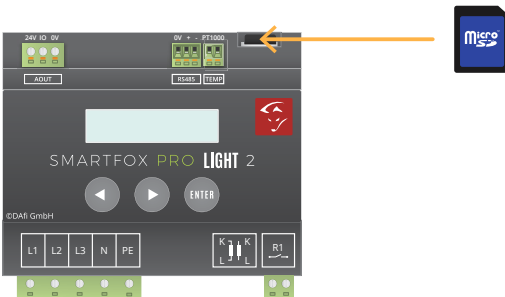 24V IO 0V
0V + - PT1000
AOUT
RS485
TEMP
Micro
SD
SMARTFOX PRO LIGHT 2
ENTER
©DAfi GmbH
L1 L2 L3 N PE
K K
L L
R1